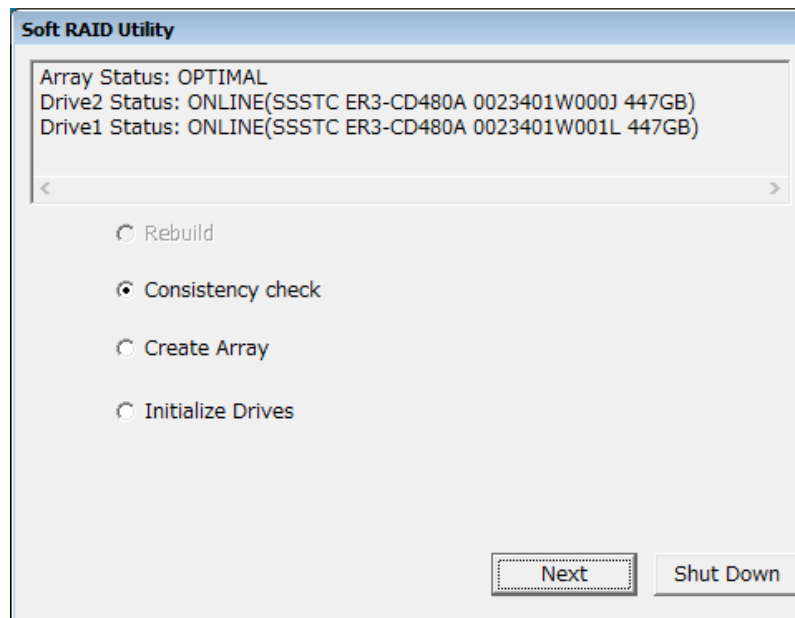 Soft RAID Utility
Array Status: OPTIMAL
Drive2 Status: ONLINE(SSSTC ER3-CD480A 0023401W000J 447GB)
Drive1 Status: ONLINE(SSSTC ER3-CD480A 0023401W001L 447GB)
Rebuild
Consistency check
Create Array
Initialize Drives
Next Shut Down